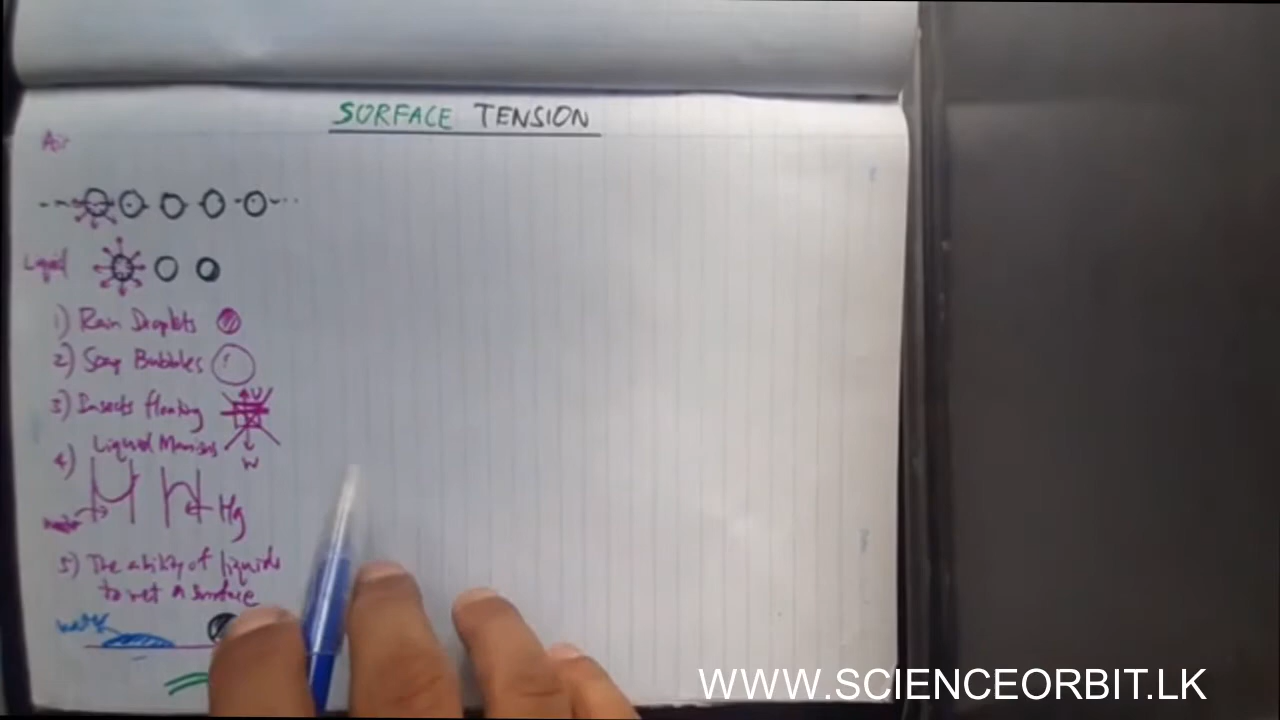 SURFACE TENSION
Air
Liquid
1) Rain Droplets
2) Soap Bubbles
3) Insects floating
U
W
4) Liquid Meniscus
water
Hg
5) The ability of liquids
to wet a surface
water
WWW.SCIENCEORBIT.LK